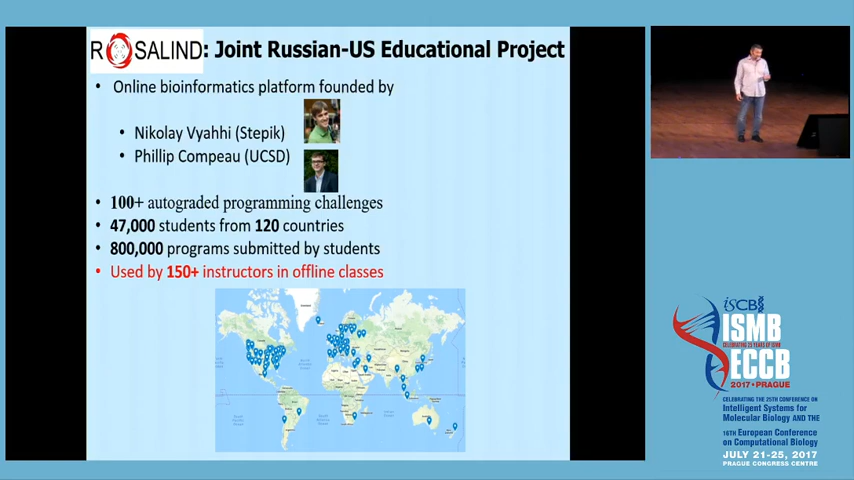 ROSALIND: Joint Russian-US Educational Project
• Online bioinformatics platform founded by
• Nikolay Vyahhi (Stepik)
• Phillip Compeau (UCSD)
• 100+ autograded programming challenges
• 47,000 students from 120 countries
• 800,000 programs submitted by students
• Used by 150+ instructors in offline classes
ISCB
ISMB
CELEBRATING 25 YEARS OF ISMB
ECCB
2017 • PRAGUE
CELEBRATING THE 25TH CONFERENCE ON
Intelligent Systems for
Molecular Biology AND THE
16TH European Conference
on Computational Biology
JULY 21-25, 2017
PRAGUE CONGRESS CENTRE